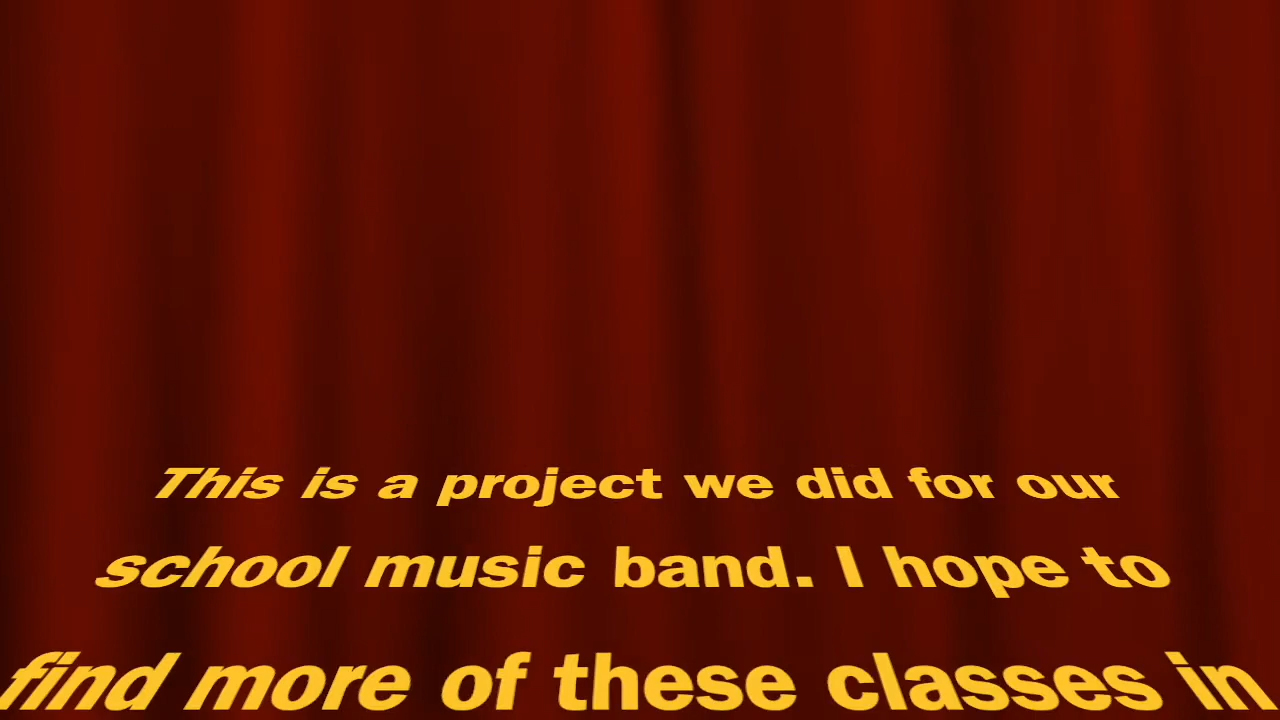 This is a project we did for our
school music band. I hope to
find more of these classes in